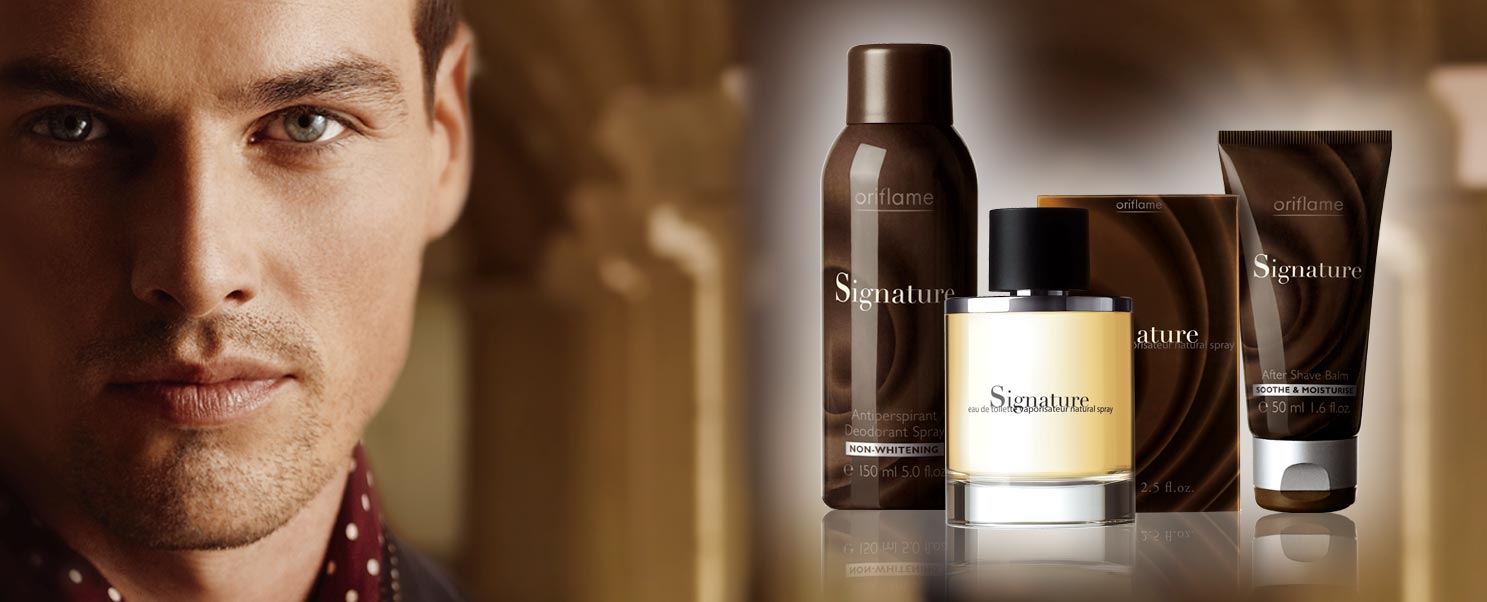 oriflame
Signature
Antiperspirant
Deodorant Spray
NON-WHITENING
℮ 150 ml 5.0 fl.oz
Signature
eau de toilette vaporisateur natural spray
oriflame
ature
natural spray
2.5 fl.oz.
oriflame
Signature
After Shave Balm
SOOTHE & MOISTURISE
℮ 50 ml 1.6 fl.oz.